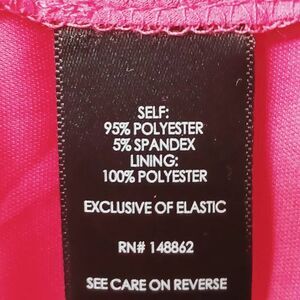 SELF:
95% POLYESTER
5% SPANDEX
LINING:
100% POLYESTER
EXCLUSIVE OF ELASTIC
RN# 148862
SEE CARE ON REVERSE